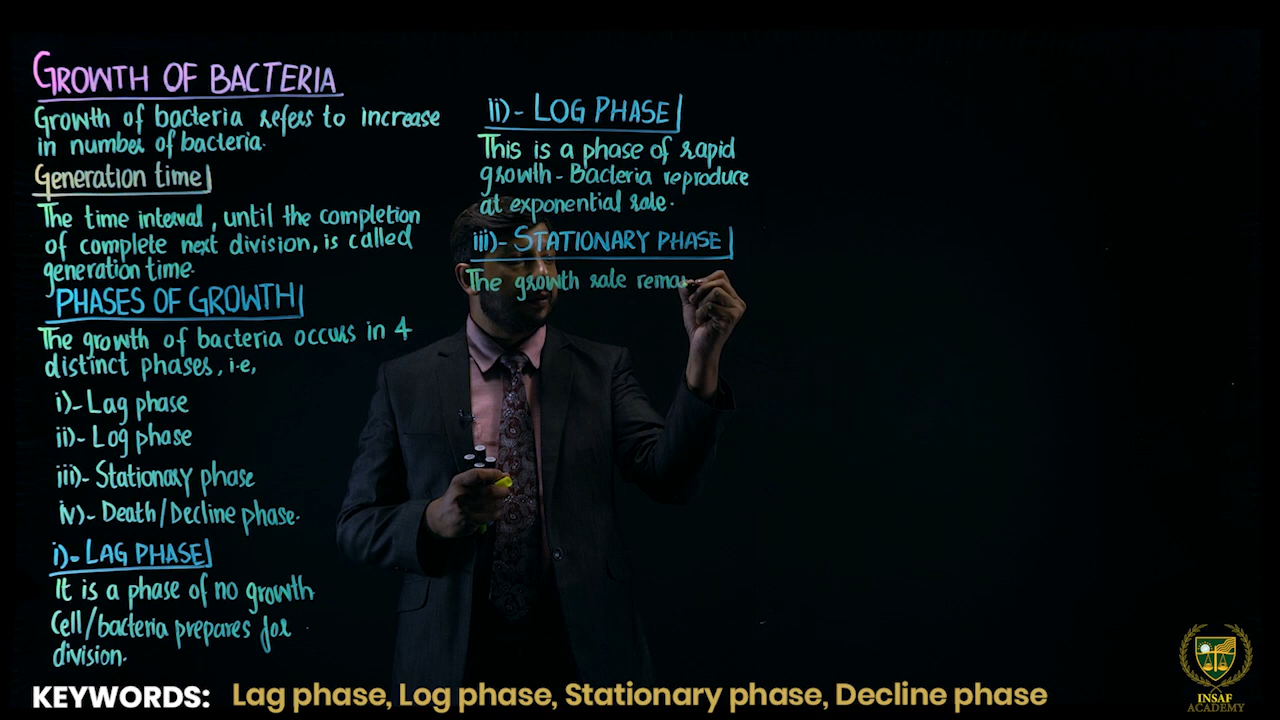 GROWTH OF BACTERIA
Growth of bacteria refers to increase
in number of bacteria.
Generation time
The time interval, until the completion
of complete next division, is called
generation time.
PHASES OF GROWTH
The growth of bacteria occurs in 4
distinct phases, i.e,
i)- Lag phase
ii)- Log phase
iii)- Stationary phase
iv)- Death/Decline phase.
i)- LAG PHASE
It is a phase of no growth
Cell/bacteria prepares for
division.
ii)- LOG PHASE
This is a phase of rapid
growth - Bacteria reproduce
at exponential rate.
iii)- STATIONARY PHASE
The growth rate remai
KEYWORDS: Lag phase, Log phase, Stationary phase, Decline phase
INSAF
ACADEMY